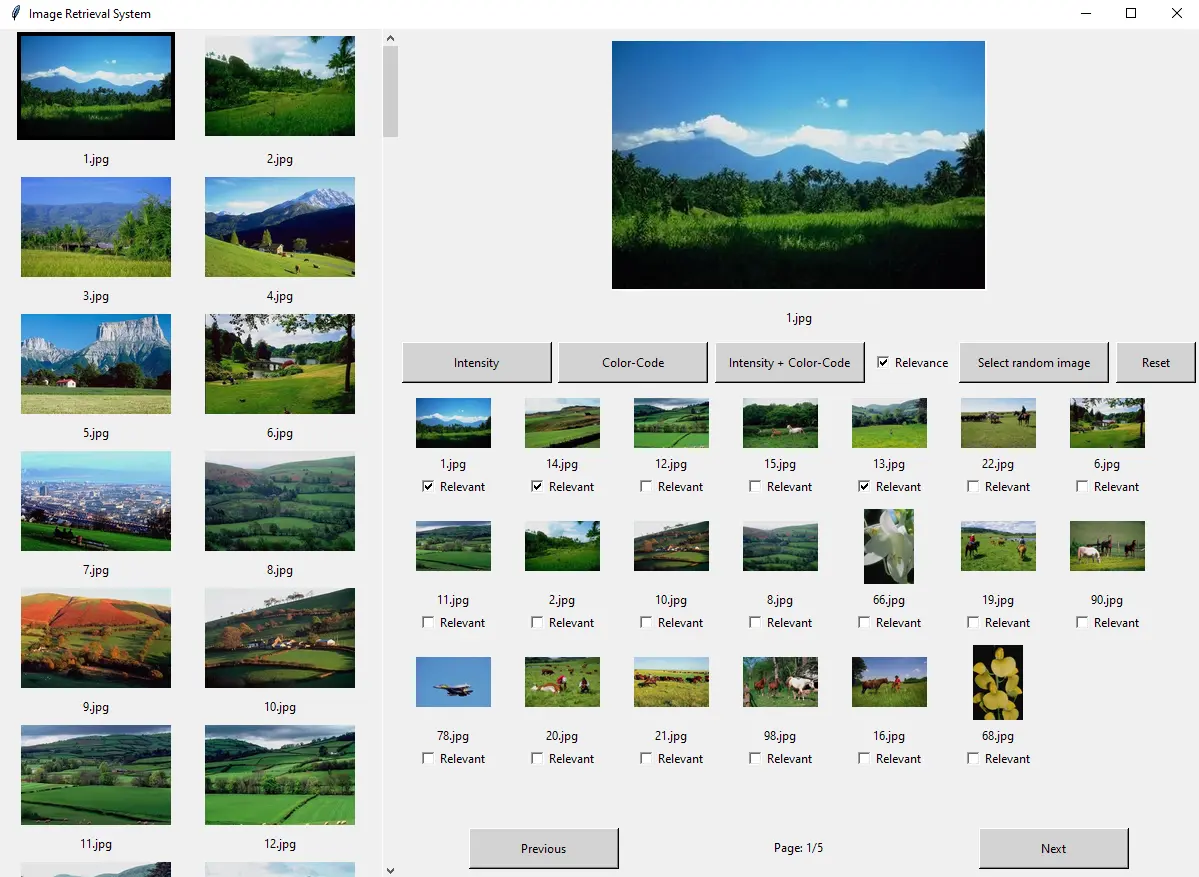 Image Retrieval System
1.jpg 2.jpg
3.jpg 4.jpg
5.jpg 6.jpg
7.jpg 8.jpg
9.jpg 10.jpg
11.jpg 12.jpg
1.jpg
Intensity Color-Code Intensity + Color-Code Relevance Select random image Reset
1.jpg 14.jpg 12.jpg 15.jpg 13.jpg 22.jpg 6.jpg
Relevant Relevant Relevant Relevant Relevant Relevant Relevant
11.jpg 2.jpg 10.jpg 8.jpg 66.jpg 19.jpg 90.jpg
Relevant Relevant Relevant Relevant Relevant Relevant Relevant
78.jpg 20.jpg 21.jpg 98.jpg 16.jpg 68.jpg
Relevant Relevant Relevant Relevant Relevant Relevant
Previous Page: 1/5 Next